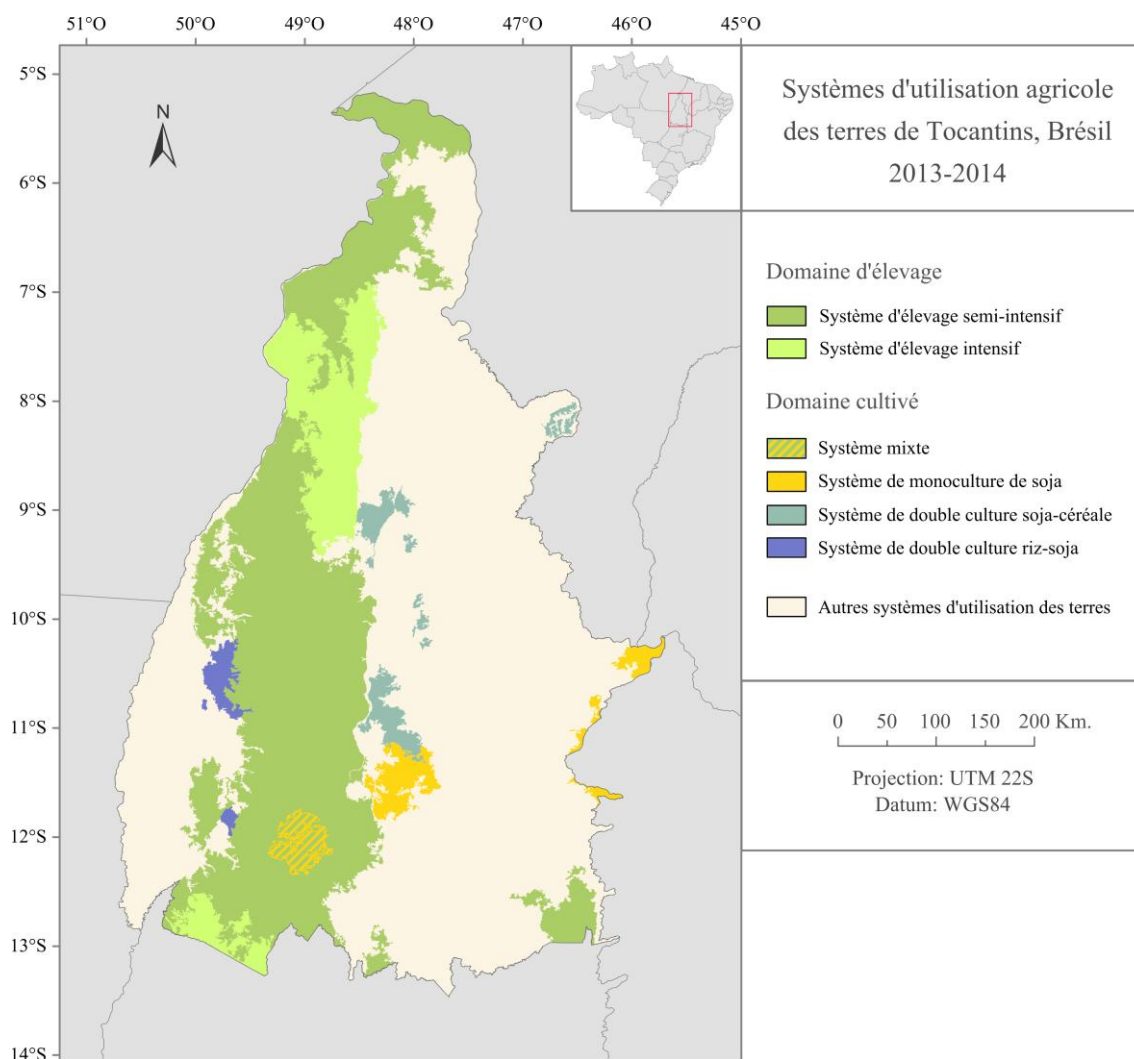 51°O 50°O 49°O 48°O 47°O 46°O 45°O
5°S
6°S
7°S
8°S
9°S
10°S
11°S
12°S
13°S
14°S
N
Systèmes d'utilisation agricole
des terres de Tocantins, Brésil
2013-2014
Domaine d'élevage
Système d'élevage semi-intensif
Système d'élevage intensif
Domaine cultivé
Système mixte
Système de monoculture de soja
Système de double culture soja-céréale
Système de double culture riz-soja
Autres systèmes d'utilisation des terres
0 50 100 150 200 Km.
Projection: UTM 22S
Datum: WGS84